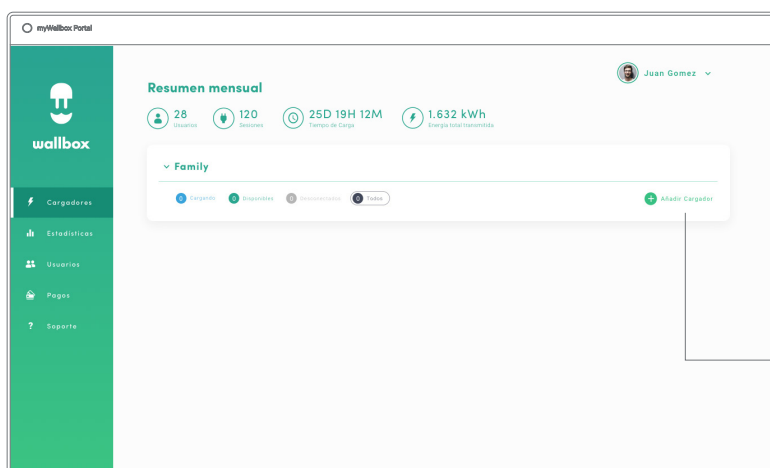 myWallbox Portal
Juan Gomez
Resumen mensual
28
Usuarios
120
Sesiones
25D 19H 12M
Tiempo de Carga
1.632 kWh
Energía total transmitida
wallbox
Family
0 Cargando
0 Disponibles
0 Desconectados
0 Todos
Añadir Cargador
Cargadores
Estadísticas
Usuarios
Pagos
? Soporte